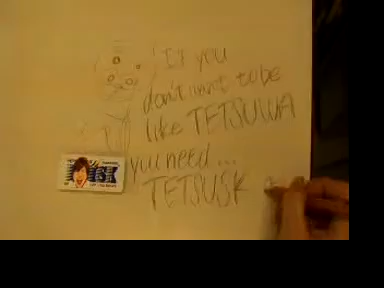 If you
don't want to be
like TETSUWA
you need...
TETSUSK